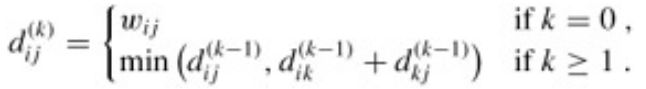 d_{ij}^{(k)} = { w_{ij} if k = 0 ,
min (d_{ij}^{(k-1)}, d_{ik}^{(k-1)} + d_{kj}^{(k-1)}) if k ≥ 1 .